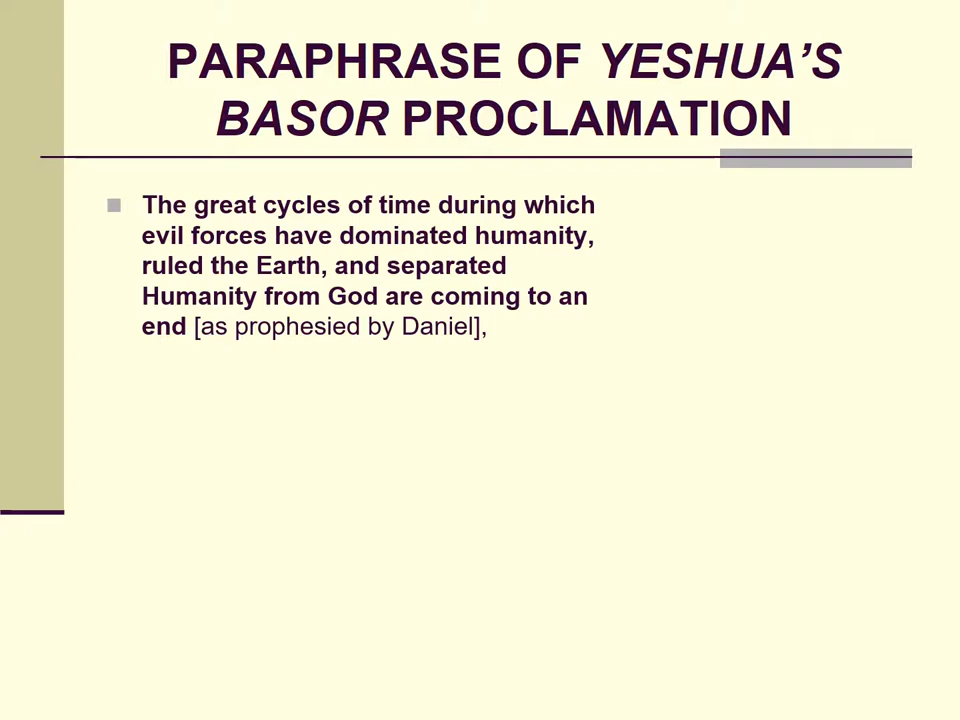 PARAPHRASE OF YESHUA’S
BASOR PROCLAMATION
The great cycles of time during which
evil forces have dominated humanity,
ruled the Earth, and separated
Humanity from God are coming to an
end [as prophesied by Daniel],